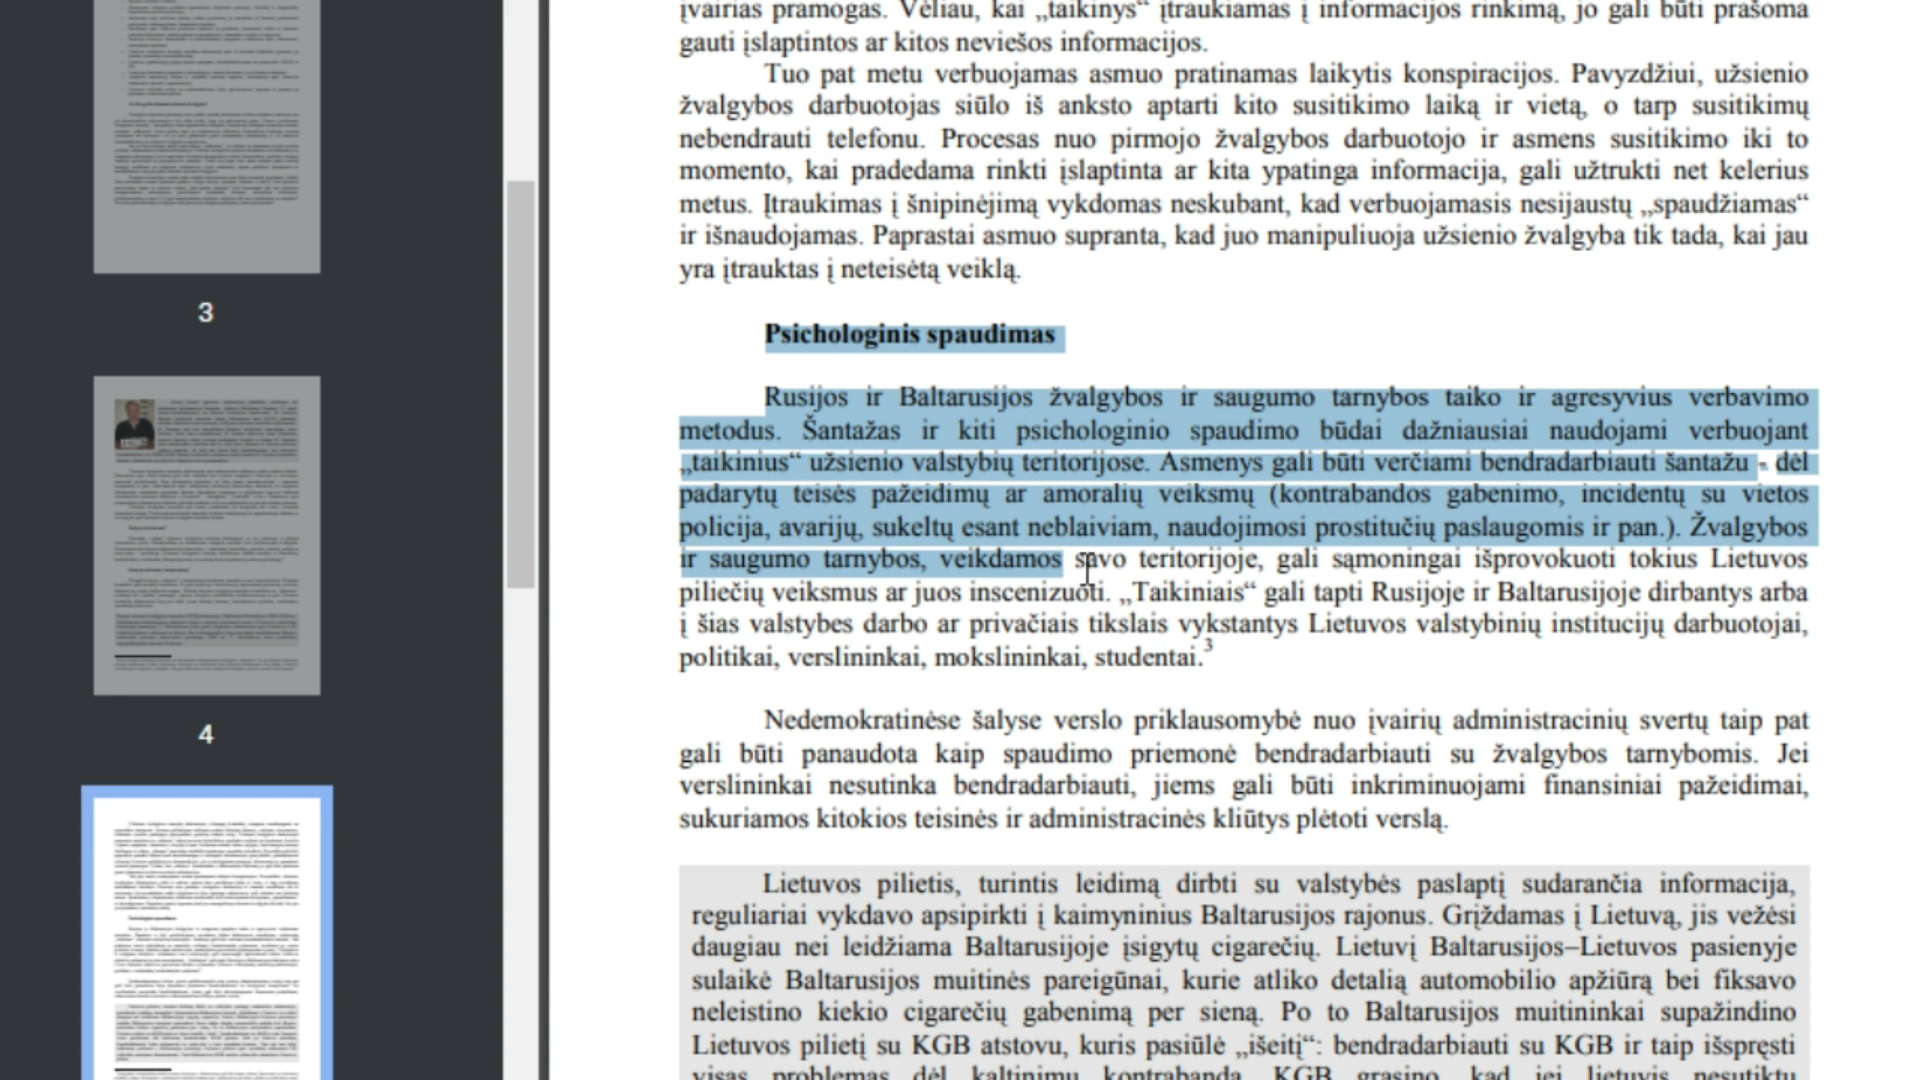 įvairias pramogas. Vėliau, kai „taikinys“ įtraukiamas į informacijos rinkimą, jo gali būti prašoma
gauti įslaptintos ar kitos neviešos informacijos.
Tuo pat metu verbuojamas asmuo pratinamas laikytis konspiracijos. Pavyzdžiui, užsienio
žvalgybos darbuotojas siūlo iš anksto aptarti kito susitikimo laiką ir vietą, o tarp susitikimų
nebendrauti telefonu. Procesas nuo pirmojo žvalgybos darbuotojo ir asmens susitikimo iki to
momento, kai pradedama rinkti įslaptinta ar kita ypatinga informacija, gali užtrukti net kelerius
metus. Įtraukimas į šnipinėjimą vykdomas neskubant, kad verbuojamasis nesijaustų „spaudžiamas“
ir išnaudojamas. Paprastai asmuo supranta, kad juo manipuliuoja užsienio žvalgyba tik tada, kai jau
yra įtrauktas į neteisėtą veiklą.
Psichologinis spaudimas
Rusijos ir Baltarusijos žvalgybos ir saugumo tarnybos taiko ir agresyvius verbavimo
metodus. Šantažas ir kiti psichologinio spaudimo būdai dažniausiai naudojami verbuojant
„taikinius“ užsienio valstybių teritorijose. Asmenys gali būti verčiami bendradarbiauti šantažu - dėl
padarytų teisės pažeidimų ar amoralių veiksmų (kontrabandos gabenimo, incidentų su vietos
policija, avarijų, sukeltų esant neblaiviam, naudojimosi prostitučių paslaugomis ir pan.). Žvalgybos
ir saugumo tarnybos, veikdamos savo teritorijoje, gali sąmoningai išprovokuoti tokius Lietuvos
piliečių veiksmus ar juos inscenizuoti. „Taikiniais“ gali tapti Rusijoje ir Baltarusijoje dirbantys arba
į šias valstybes darbo ar privačiais tikslais vykstantys Lietuvos valstybinių institucijų darbuotojai,
politikai, verslininkai, mokslininkai, studentai.3
Nedemokratinėse šalyse verslo priklausomybė nuo įvairių administracinių svertų taip pat
gali būti panaudota kaip spaudimo priemonė bendradarbiauti su žvalgybos tarnybomis. Jei
verslininkai nesutinka bendradarbiauti, jiems gali būti inkriminuojami finansiniai pažeidimai,
sukuriamos kitokios teisinės ir administracinės kliūtys plėtoti verslą.
Lietuvos pilietis, turintis leidimą dirbti su valstybės paslaptį sudarančia informacija,
reguliariai vykdavo apsipirkti į kaimyninius Baltarusijos rajonus. Grįždamas į Lietuvą, jis vežėsi
daugiau nei leidžiama Baltarusijoje įsigytų cigarečių. Lietuvį Baltarusijos–Lietuvos pasienyje
sulaikė Baltarusijos muitinės pareigūnai, kurie atliko detalią automobilio apžiūrą bei fiksavo
neleistino kiekio cigarečių gabenimą per sieną. Po to Baltarusijos muitininkai supažindino
Lietuvos pilietį su KGB atstovu, kuris pasiūlė „išeitį“: bendradarbiauti su KGB ir taip išspręsti
visas problemas dėl kaltinimų kontrabanda. KGB grasino, kad jei lietuvis nesutiktų
3
4